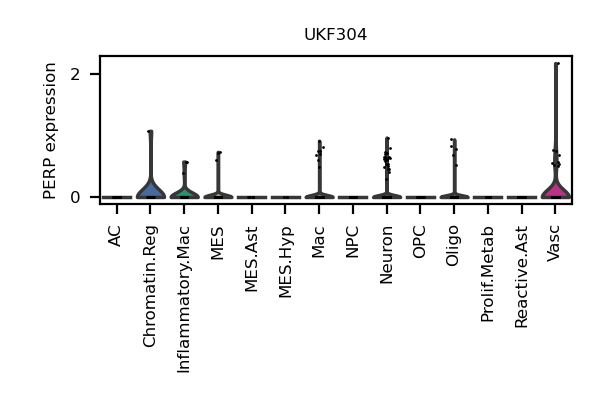 UKF304
PERP expression
2
0
AC
Chromatin.Reg
Inflammatory.Mac
MES
MES.Ast
MES.Hyp
Mac
NPC
Neuron
OPC
Oligo
Prolif.Metab
Reactive.Ast
Vasc